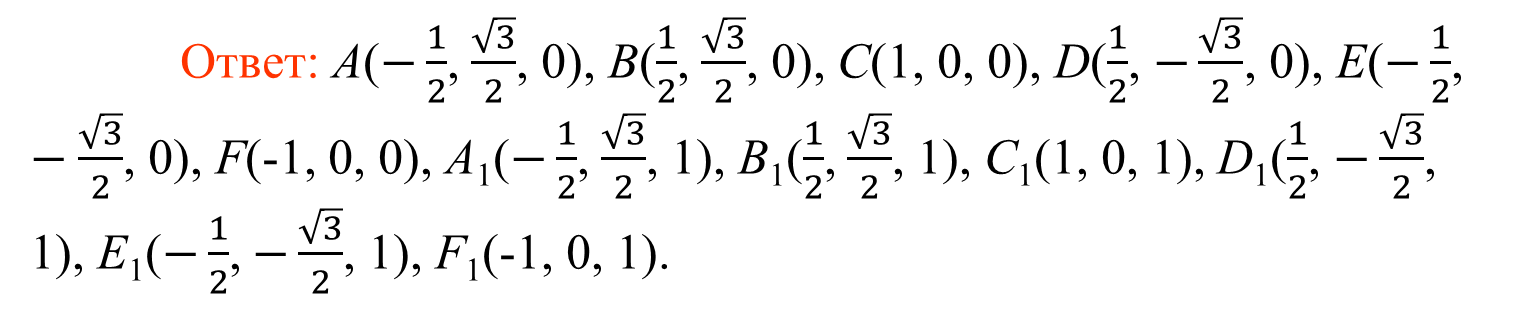 Ответ: A(−1/2, √3/2, 0), B(1/2, √3/2, 0), C(1, 0, 0), D(1/2, −√3/2, 0), E(−1/2,
−√3/2, 0), F(-1, 0, 0), A₁(−1/2, √3/2, 1), B₁(1/2, √3/2, 1), C₁(1, 0, 1), D₁(1/2, −√3/2,
1), E₁(−1/2, −√3/2, 1), F₁(-1, 0, 1).